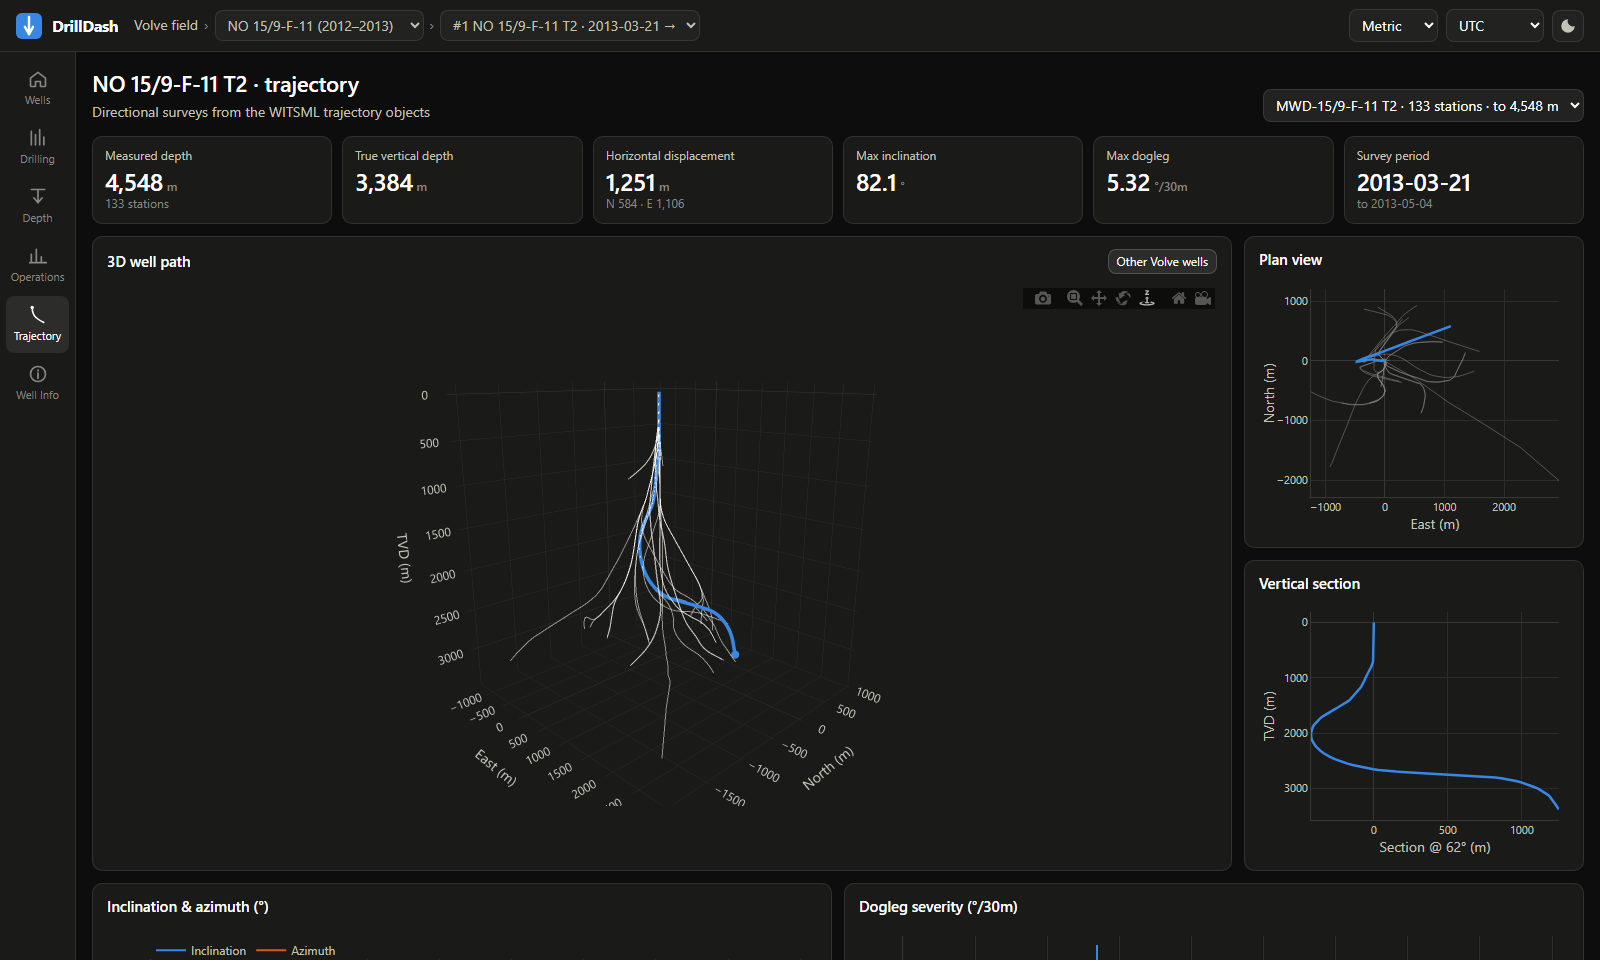 DrillDash
Volve field ›
NO 15/9-F-11 (2012–2013)
›
#1 NO 15/9-F-11 T2 · 2013-03-21 →
Metric
UTC
Wells
Drilling
Depth
Operations
Trajectory
Well Info
NO 15/9-F-11 T2 · trajectory
Directional surveys from the WITSML trajectory objects
MWD-15/9-F-11 T2 · 133 stations · to 4,548 m
Measured depth
4,548 m
133 stations
True vertical depth
3,384 m
Horizontal displacement
1,251 m
N 584 · E 1,106
Max inclination
82.1 °
Max dogleg
5.32 °/30m
Survey period
2013-03-21
to 2013-05-04
3D well path
Other Volve wells
0
500
1000
1500
2000
2500
3000
TVD (m)
−1000
−500
0
500
1000
1500
2000
East (m)
1000
500
0
−500
−1000
−1500
North (m)
Plan view
1000
0
−1000
−2000
North (m)
−1000
0
1000
2000
East (m)
Vertical section
0
1000
2000
3000
TVD (m)
0
500
1000
Section @ 62° (m)
Inclination & azimuth (°)
Inclination
Azimuth
Dogleg severity (°/30m)